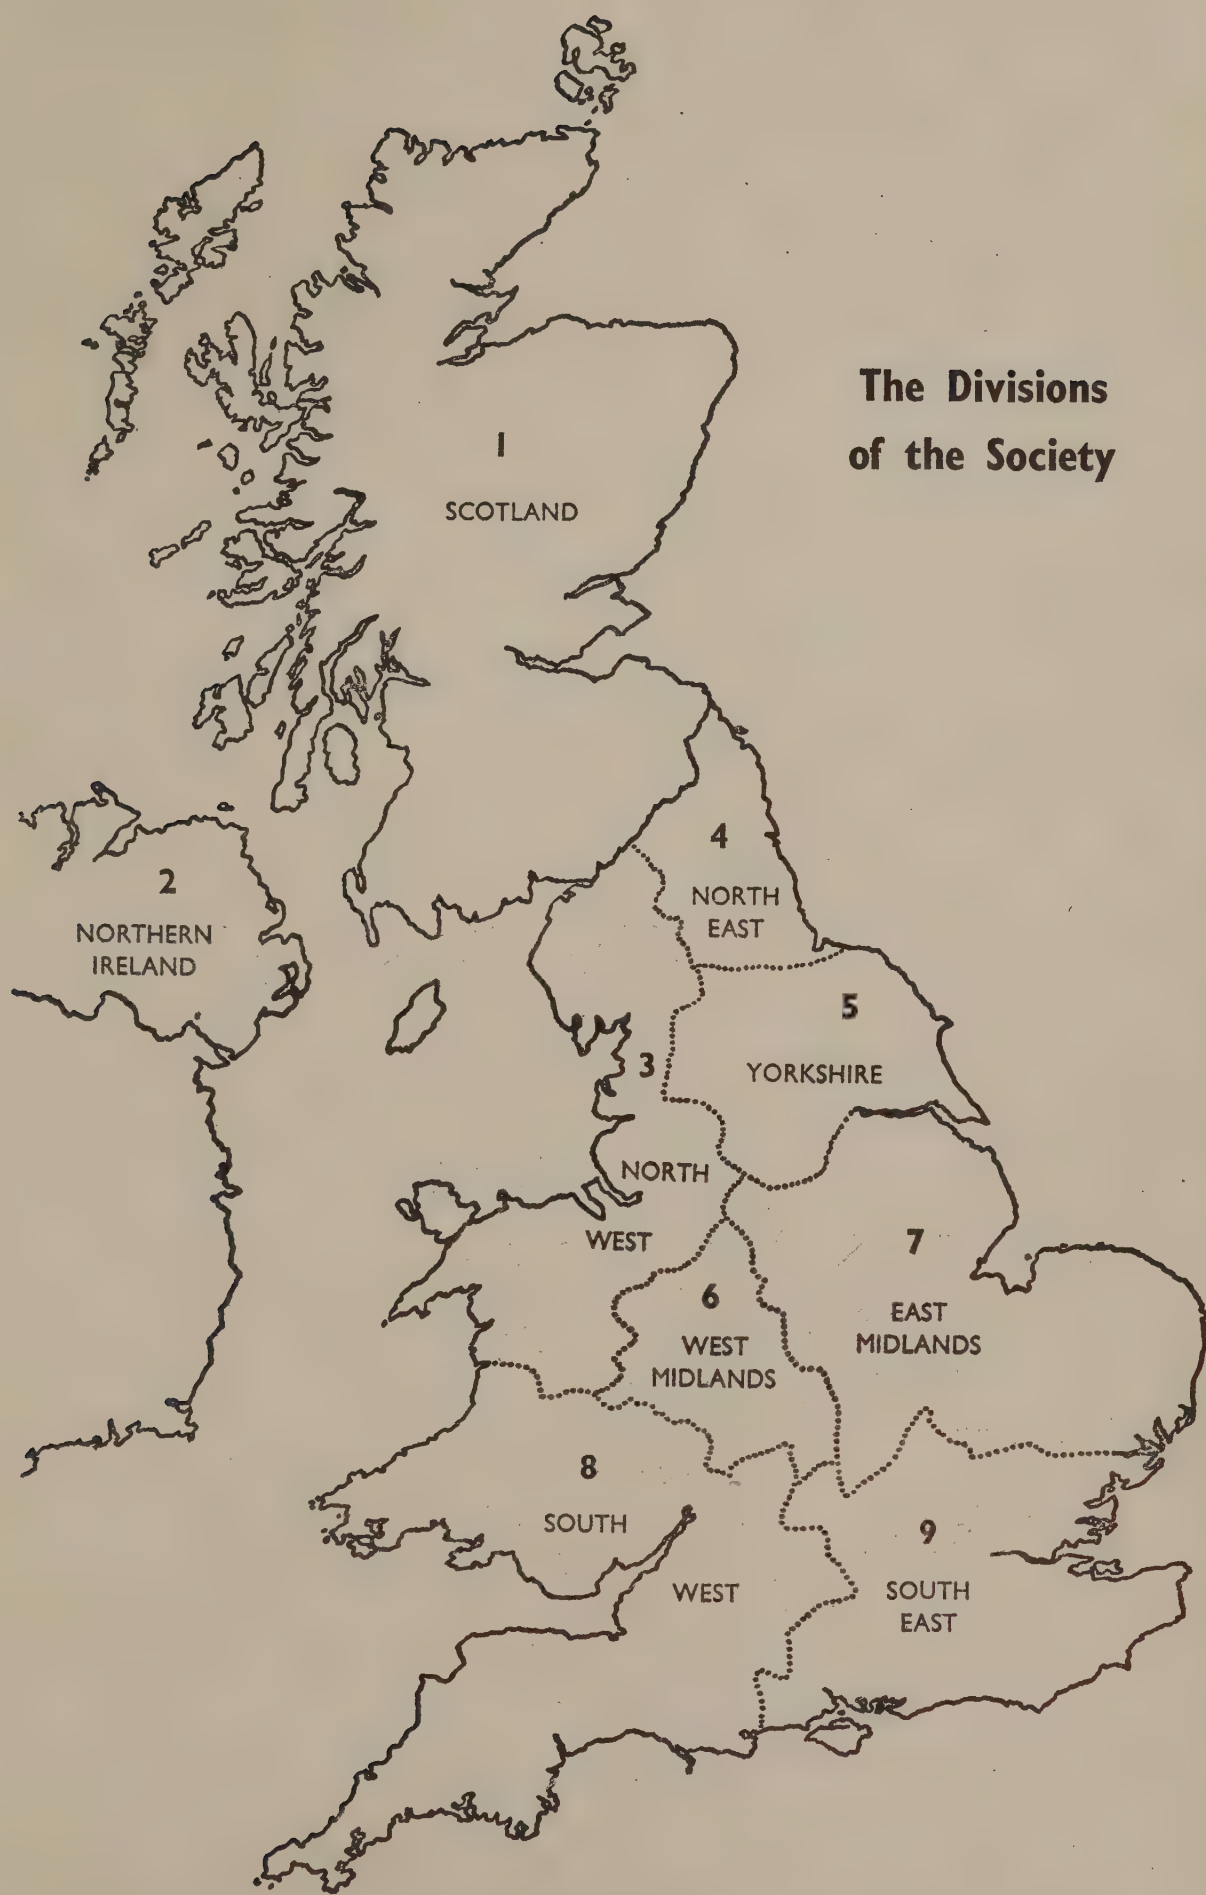 The Divisions
of the Society
1
SCOTLAND
2
NORTHERN
IRELAND
4
NORTH
EAST
5
YORKSHIRE
3
NORTH
WEST
7
EAST
MIDLANDS
6
WEST
MIDLANDS
8
SOUTH
WEST
9
SOUTH
EAST